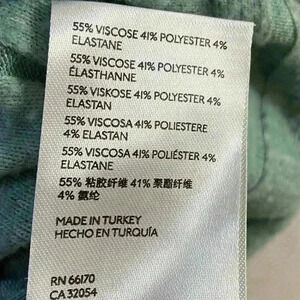 55% VISCOSE 41% POLYESTER 4%
ELASTANE
55% VISCOSE 41% POLYESTER 4%
ÉLASTHANNE
55% VISKOSE 41% POLYESTER 4%
ELASTAN
55% VISCOSA 41% POLIESTERE
4% ELASTAN
55% VISCOSA 41% POLIÉSTER 4%
ELASTANE
55% 粘胶纤维 41% 聚酯纤维
4% 氨纶
MADE IN TURKEY
HECHO EN TURQUÍA
RN 66170
CA 32054